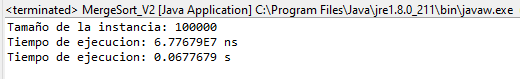 <terminated> MergeSort_V2 [Java Application] C:\Program Files\Java\jre1.8.0_211\bin\javaw.exe
Tamaño de la instancia: 100000
Tiempo de ejecucion: 6.77679E7 ns
Tiempo de ejecucion: 0.0677679 s